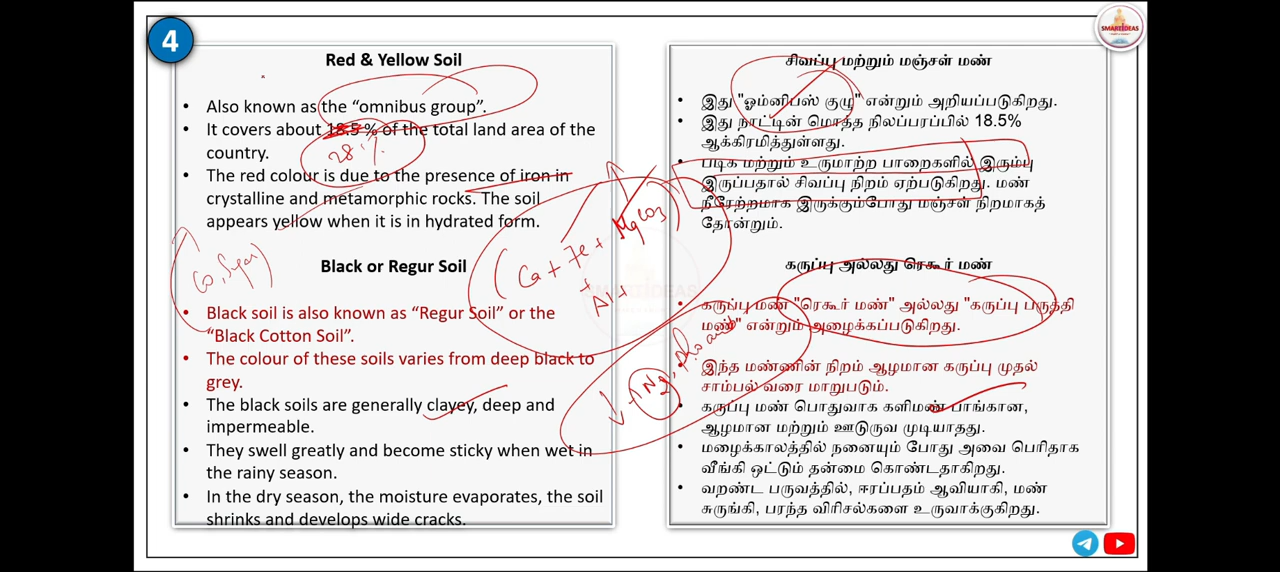 4
SMART IDEAS
Red & Yellow Soil
• Also known as the “omnibus group”.
• It covers about 18.5 % of the total land area of the
28%
country.
• The red colour is due to the presence of iron in
crystalline and metamorphic rocks. The soil
appears yellow when it is in hydrated form.
Black or Regur Soil
• Black soil is also known as “Regur Soil” or the
“Black Cotton Soil”.
• The colour of these soils varies from deep black to
grey.
• The black soils are generally clayey, deep and
impermeable.
• They swell greatly and become sticky when wet in
the rainy season.
• In the dry season, the moisture evaporates, the soil
shrinks and develops wide cracks.
(Ca + Fe + MgCO3
+ Al +
சிவப்பு மற்றும் மஞ்சள் மண்
• இது "ஓம்னிபஸ் குழு" என்றும் அறியப்படுகிறது.
• இது நாட்டின் மொத்த நிலப்பரப்பில் 18.5%
ஆக்கிரமித்துள்ளது.
• படிக மற்றும் உருமாற்ற பாறைகளில் இரும்பு
இருப்பதால் சிவப்பு நிறம் ஏற்படுகிறது. மண்
நீரேற்றமாக இருக்கும்போது மஞ்சள் நிறமாகத்
தோன்றும்.
கருப்பு அல்லது ரெகூர் மண்
• கருப்பு மண் "ரெகூர் மண்" அல்லது "கருப்பு பருத்தி
மண்" என்றும் அழைக்கப்படுகிறது.
• இந்த மண்ணின் நிறம் ஆழமான கருப்பு முதல்
சாம்பல் வரை மாறுபடும்.
• கருப்பு மண் பொதுவாக களிமண் பாங்கான,
ஆழமான மற்றும் ஊடுருவ முடியாதது.
• மழைக்காலத்தில் நனையும் போது அவை பெரிதாக
வீங்கி ஒட்டும் தன்மை கொண்டதாகிறது.
• வறண்ட பருவத்தில், ஈரப்பதம் ஆவியாகி, மண்
சுருங்கி, பரந்த விரிசல்களை உருவாக்குகிறது.